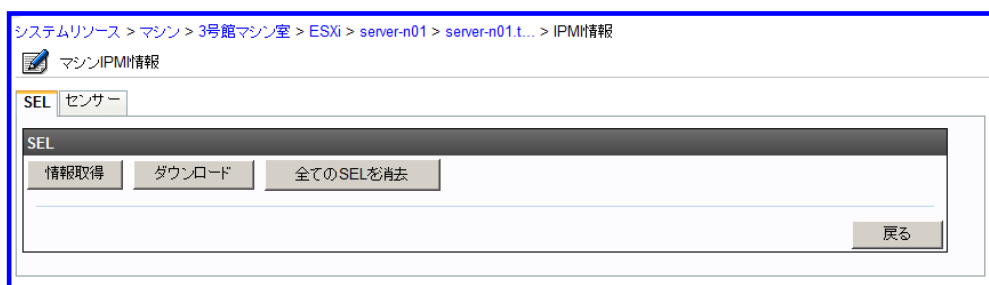 システムリソース > マシン > 3号館マシン室 > ESXi > server-n01 > server-n01.t... > IPMI情報
マシンIPMI情報
SEL センサー
SEL
情報取得 ダウンロード 全てのSELを消去
戻る